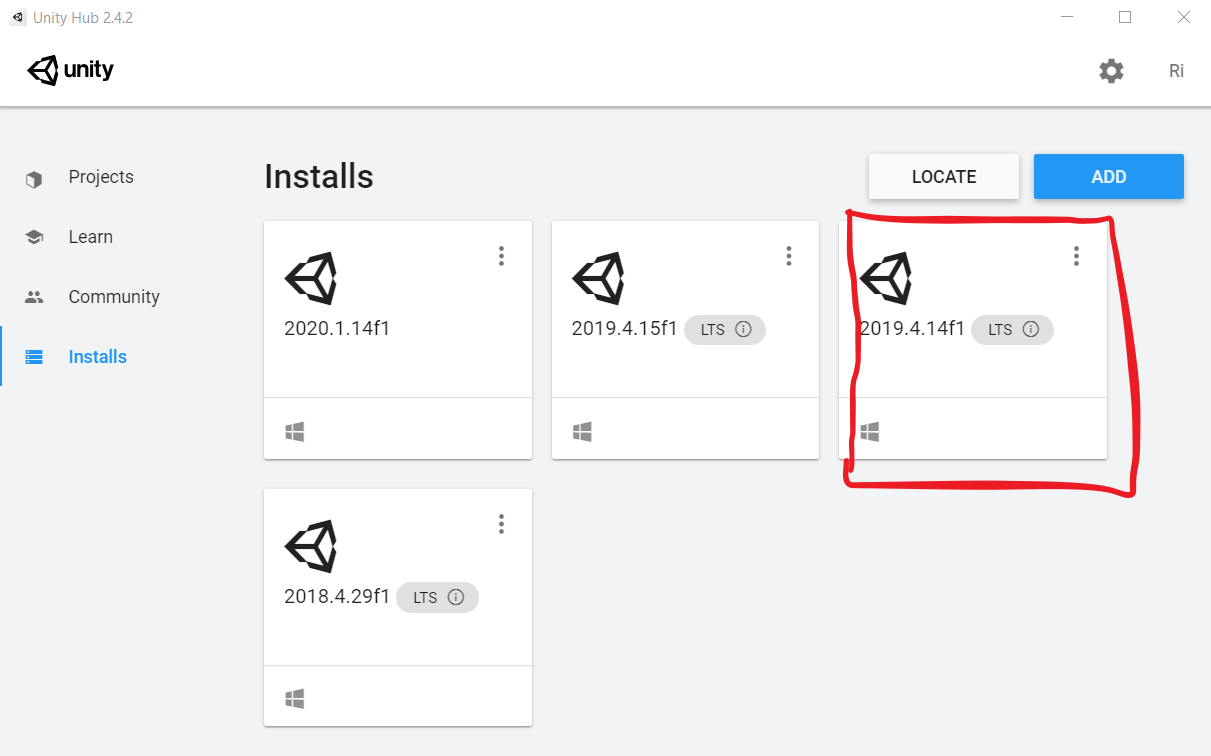 Unity Hub 2.4.2
unity
Ri
Projects
Learn
Community
Installs
Installs
LOCATE
ADD
2020.1.14f1
2019.4.15f1 LTS
2019.4.14f1 LTS
2018.4.29f1 LTS